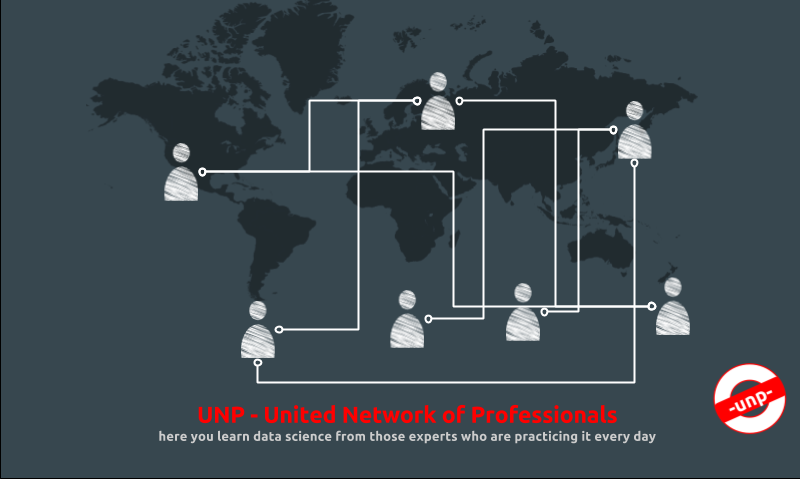 UNP - United Network of Professionals
here you learn data science from those experts who are practicing it every day
-unp-